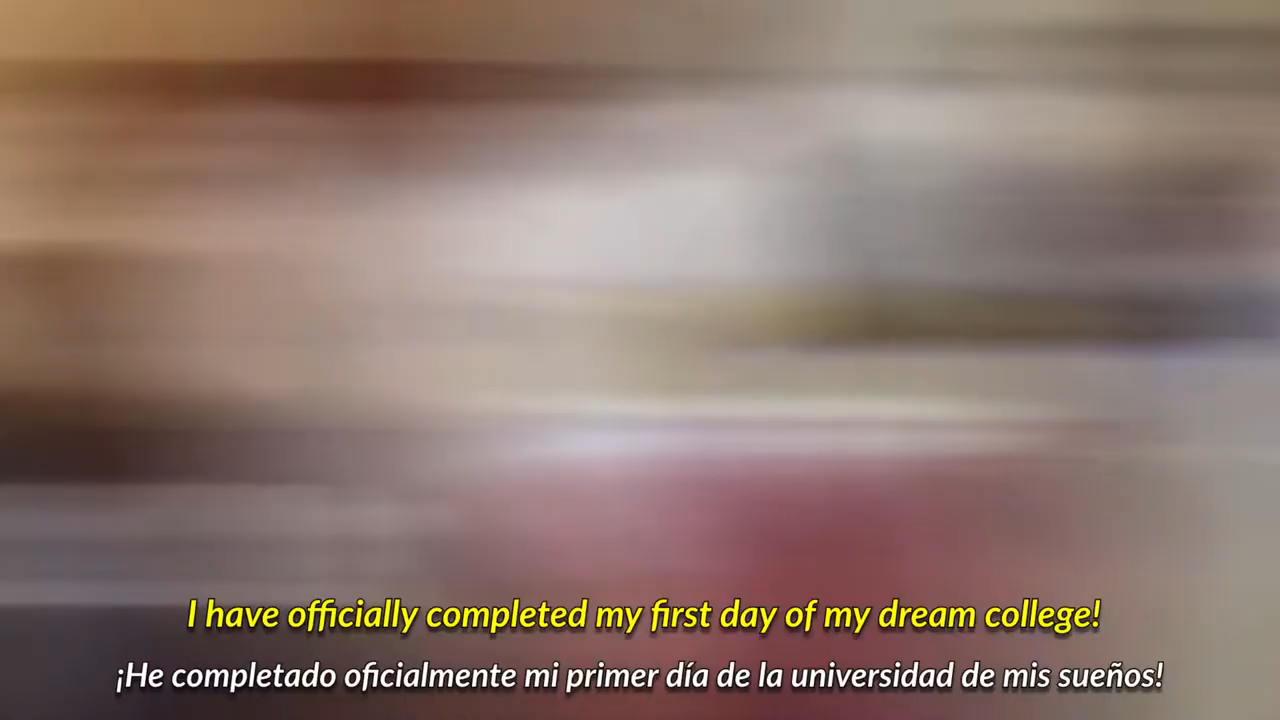 I have officially completed my first day of my dream college!
¡He completado oficialmente mi primer día de la universidad de mis sueños!